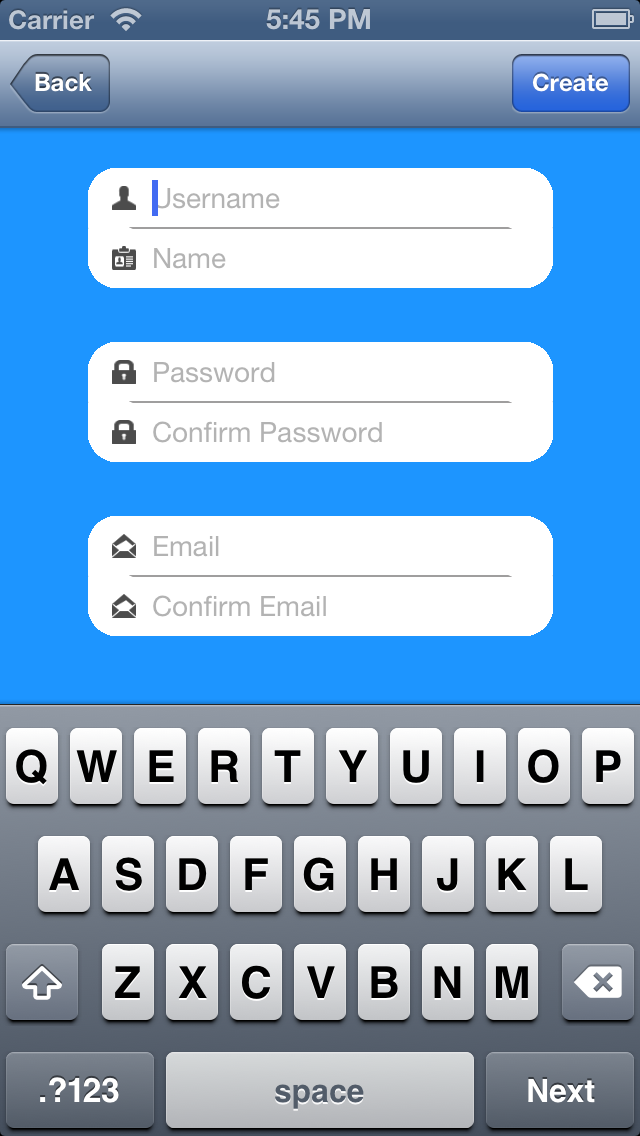 Carrier 5:45 PM
Back Create
Username
Name
Password
Confirm Password
Email
Confirm Email
Q W E R T Y U I O P
A S D F G H J K L
Z X C V B N M
.?123 space Next